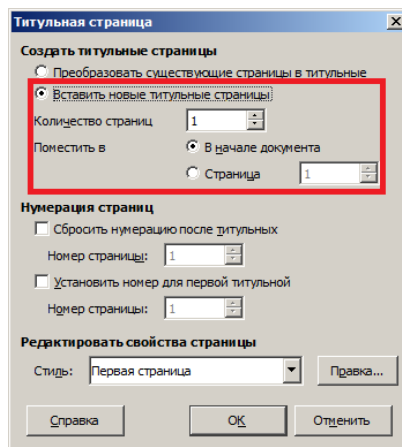 Титульная страница
Создать титульные страницы
Преобразовать существующие страницы в титульные
Вставить новые титульные страницы
Количество страниц 1
Поместить в В начале документа
Страница 1
Нумерация страниц
Сбросить нумерацию после титульных
Номер страницы: 1
Установить номер для первой титульной
Номер страницы: 1
Редактировать свойства страницы
Стиль: Первая страница Правка...
Справка ОК Отменить